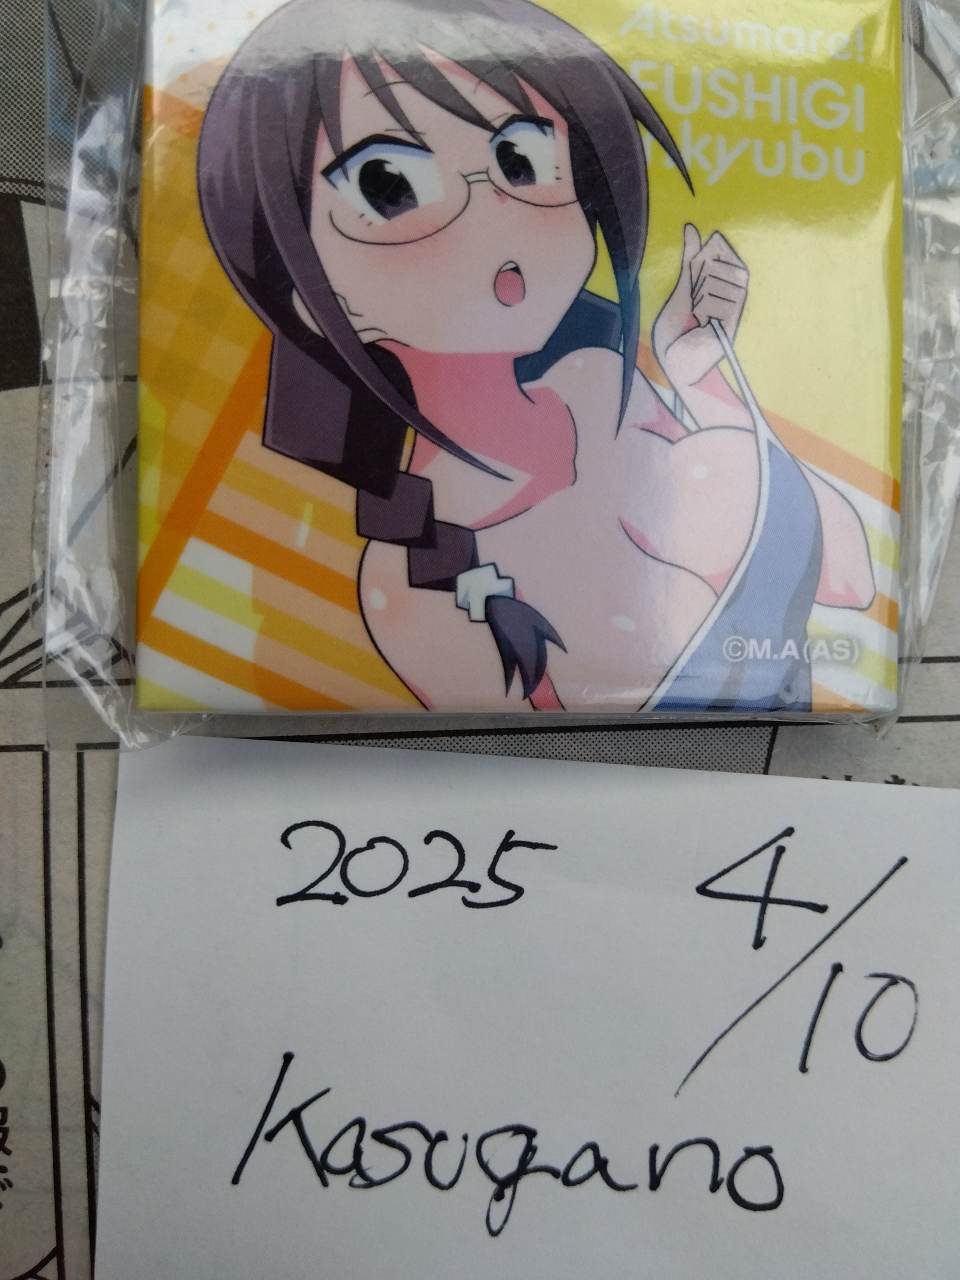 Atsumare!
FUSHIGI
kyubu
©M.A(AS)
2025 4/10
Kasugano